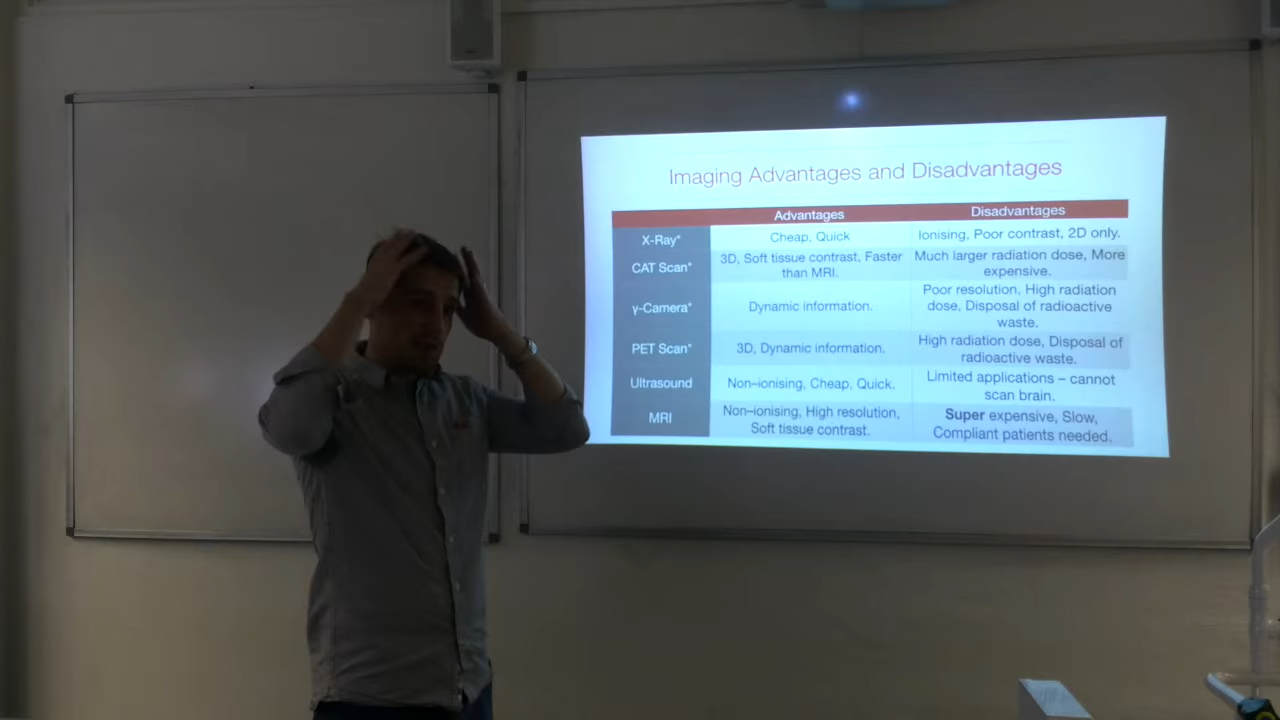 Imaging Advantages and Disadvantages
Advantages Disadvantages
X-Ray* Cheap, Quick Ionising, Poor contrast, 2D only.
CAT Scan* 3D, Soft tissue contrast, Faster than MRI. Much larger radiation dose, More expensive.
γ-Camera* Dynamic information. Poor resolution, High radiation dose, Disposal of radioactive waste.
PET Scan* 3D, Dynamic information. High radiation dose, Disposal of radioactive waste.
Ultrasound Non-ionising, Cheap, Quick. Limited applications – cannot scan brain.
MRI Non-ionising, High resolution, Soft tissue contrast. Super expensive, Slow, Compliant patients needed.